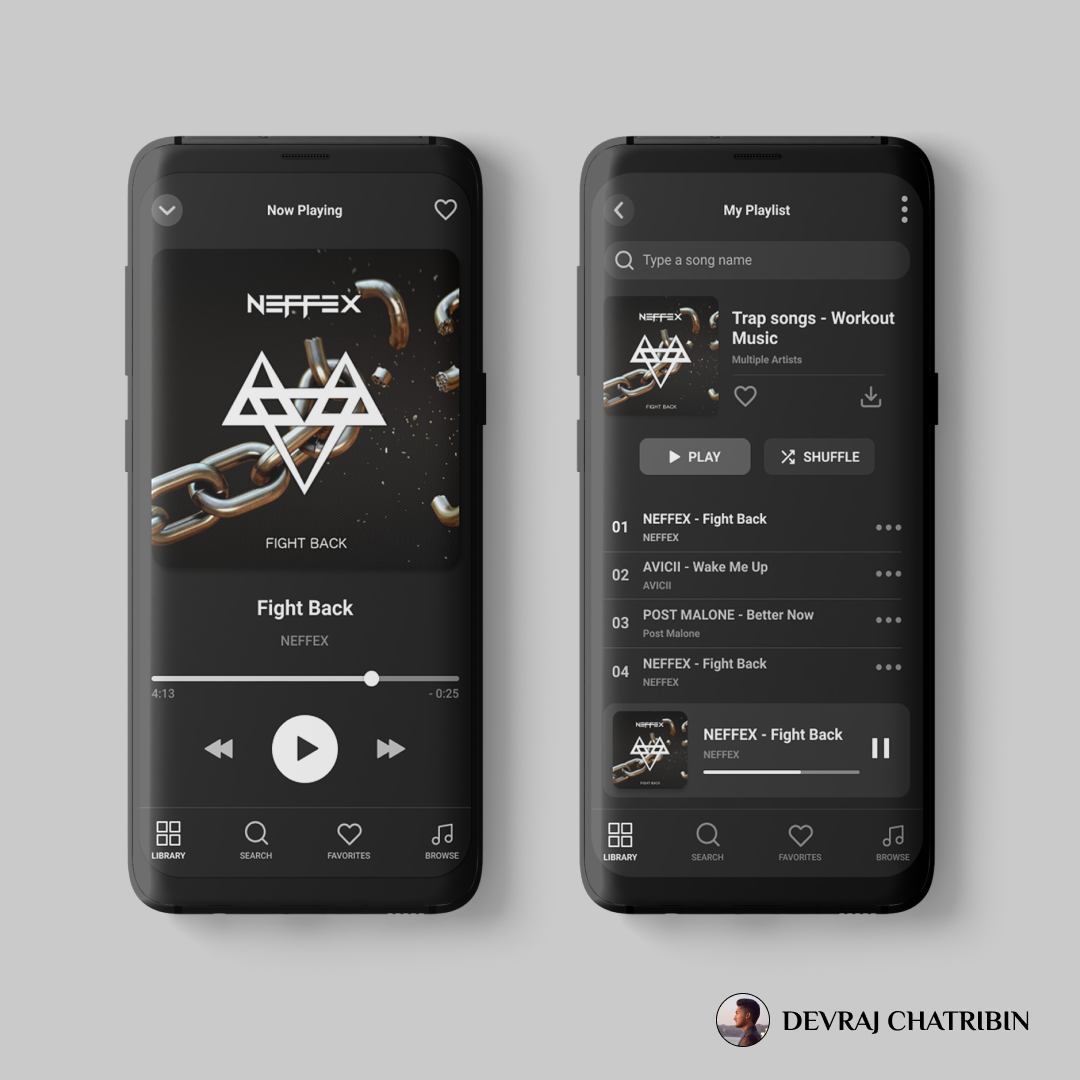 Now Playing
NEFFEX
FIGHT BACK
Fight Back
NEFFEX
4:13
- 0:25
LIBRARY
SEARCH
FAVORITES
BROWSE
My Playlist
Type a song name
NEFFEX
FIGHT BACK
Trap songs - Workout
Music
Multiple Artists
PLAY
SHUFFLE
01
NEFFEX - Fight Back
NEFFEX
02
AVICII - Wake Me Up
AVICII
03
POST MALONE - Better Now
Post Malone
04
NEFFEX - Fight Back
NEFFEX
NEFFEX
FIGHT BACK
NEFFEX - Fight Back
NEFFEX
LIBRARY
SEARCH
FAVORITES
BROWSE
DEVRAJ CHATRIBIN